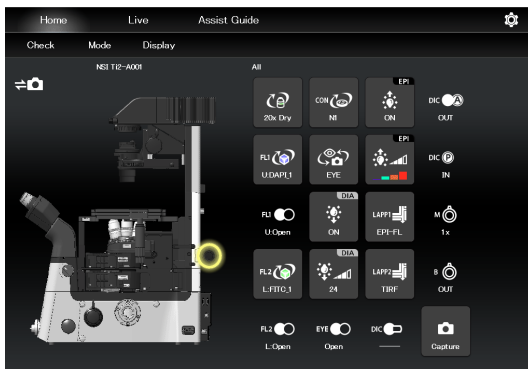 Home Live Assist Guide
Check Mode Display
NSI Ti2-A001
All
EPI
CON
DIC A
20x Dry N1 ON OUT
EPI
FL1
DIC P
U:DAPI_1 EYE IN
DIA
FL1 LAPP1 M
U:Open ON EPI-FL 1x
DIA
FL2 LAPP2 B
L:FITC_1 24 TIRF OUT
FL2 EYE DIC
L:Open Open Capture